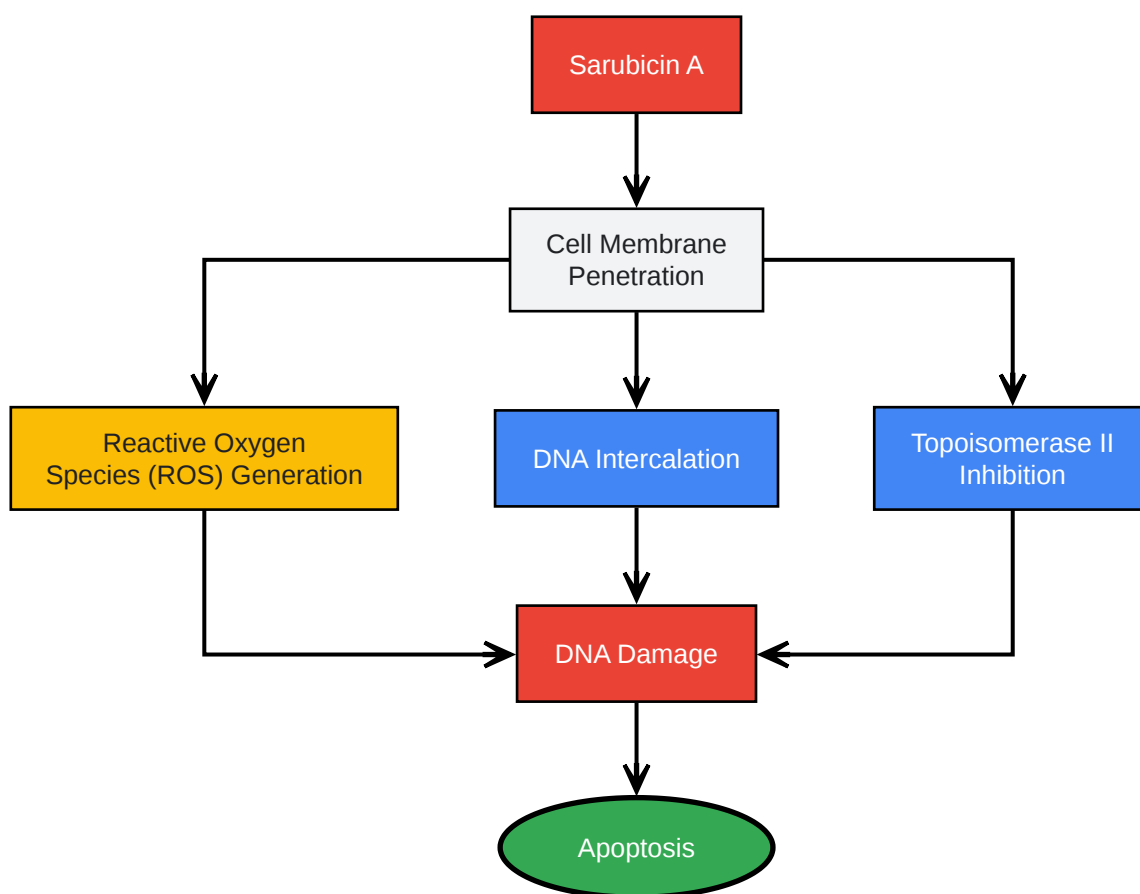 Sarubicin A
Cell Membrane
Penetration
Reactive Oxygen
Species (ROS) Generation
DNA Intercalation
Topoisomerase II
Inhibition
DNA Damage
Apoptosis